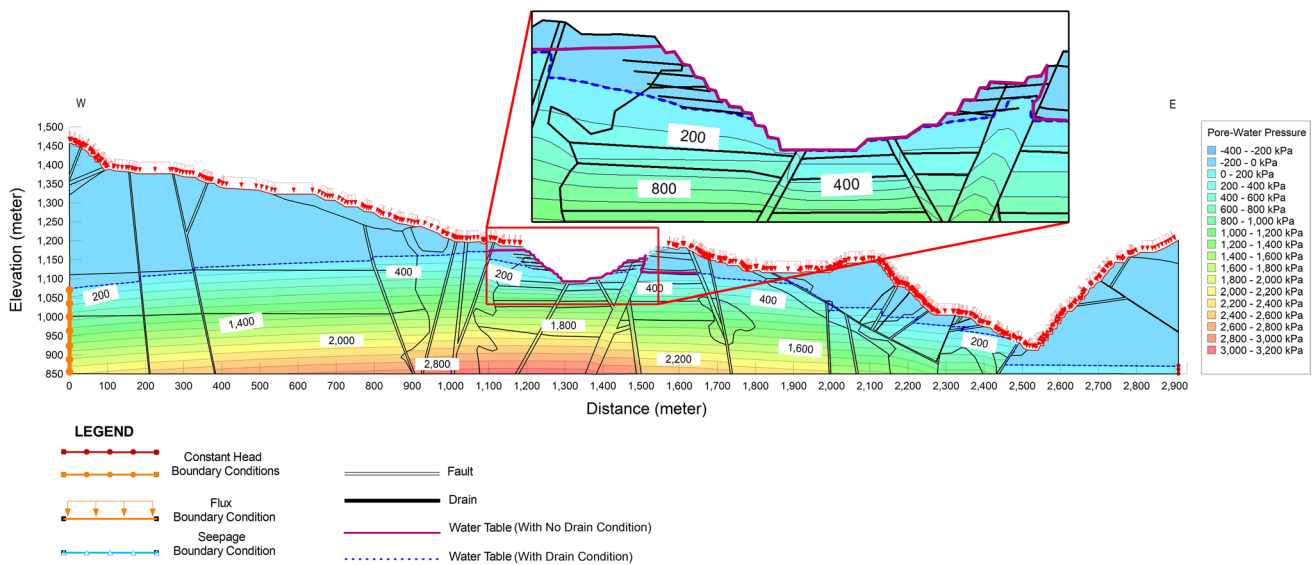 W
E
200
800
400
Elevation (meter)
1,500
1,450
1,400
1,350
1,300
1,250
1,200
1,150
1,100
1,050
1,000
950
900
850
200
1,400
2,000
400
2,800
200
1,800
400
2,200
400
1,600
200
0 100 200 300 400 500 600 700 800 900 1,000 1,100 1,200 1,300 1,400 1,500 1,600 1,700 1,800 1,900 2,000 2,100 2,200 2,300 2,400 2,500 2,600 2,700 2,800 2,900
Distance (meter)
Pore-Water Pressure
-400 - -200 kPa
-200 - 0 kPa
0 - 200 kPa
200 - 400 kPa
400 - 600 kPa
600 - 800 kPa
800 - 1,000 kPa
1,000 - 1,200 kPa
1,200 - 1,400 kPa
1,400 - 1,600 kPa
1,600 - 1,800 kPa
1,800 - 2,000 kPa
2,000 - 2,200 kPa
2,200 - 2,400 kPa
2,400 - 2,600 kPa
2,600 - 2,800 kPa
2,800 - 3,000 kPa
3,000 - 3,200 kPa
LEGEND
Constant Head
Boundary Conditions
Flux
Boundary Condition
Seepage
Boundary Condition
Fault
Drain
Water Table (With No Drain Condition)
Water Table (With Drain Condition)